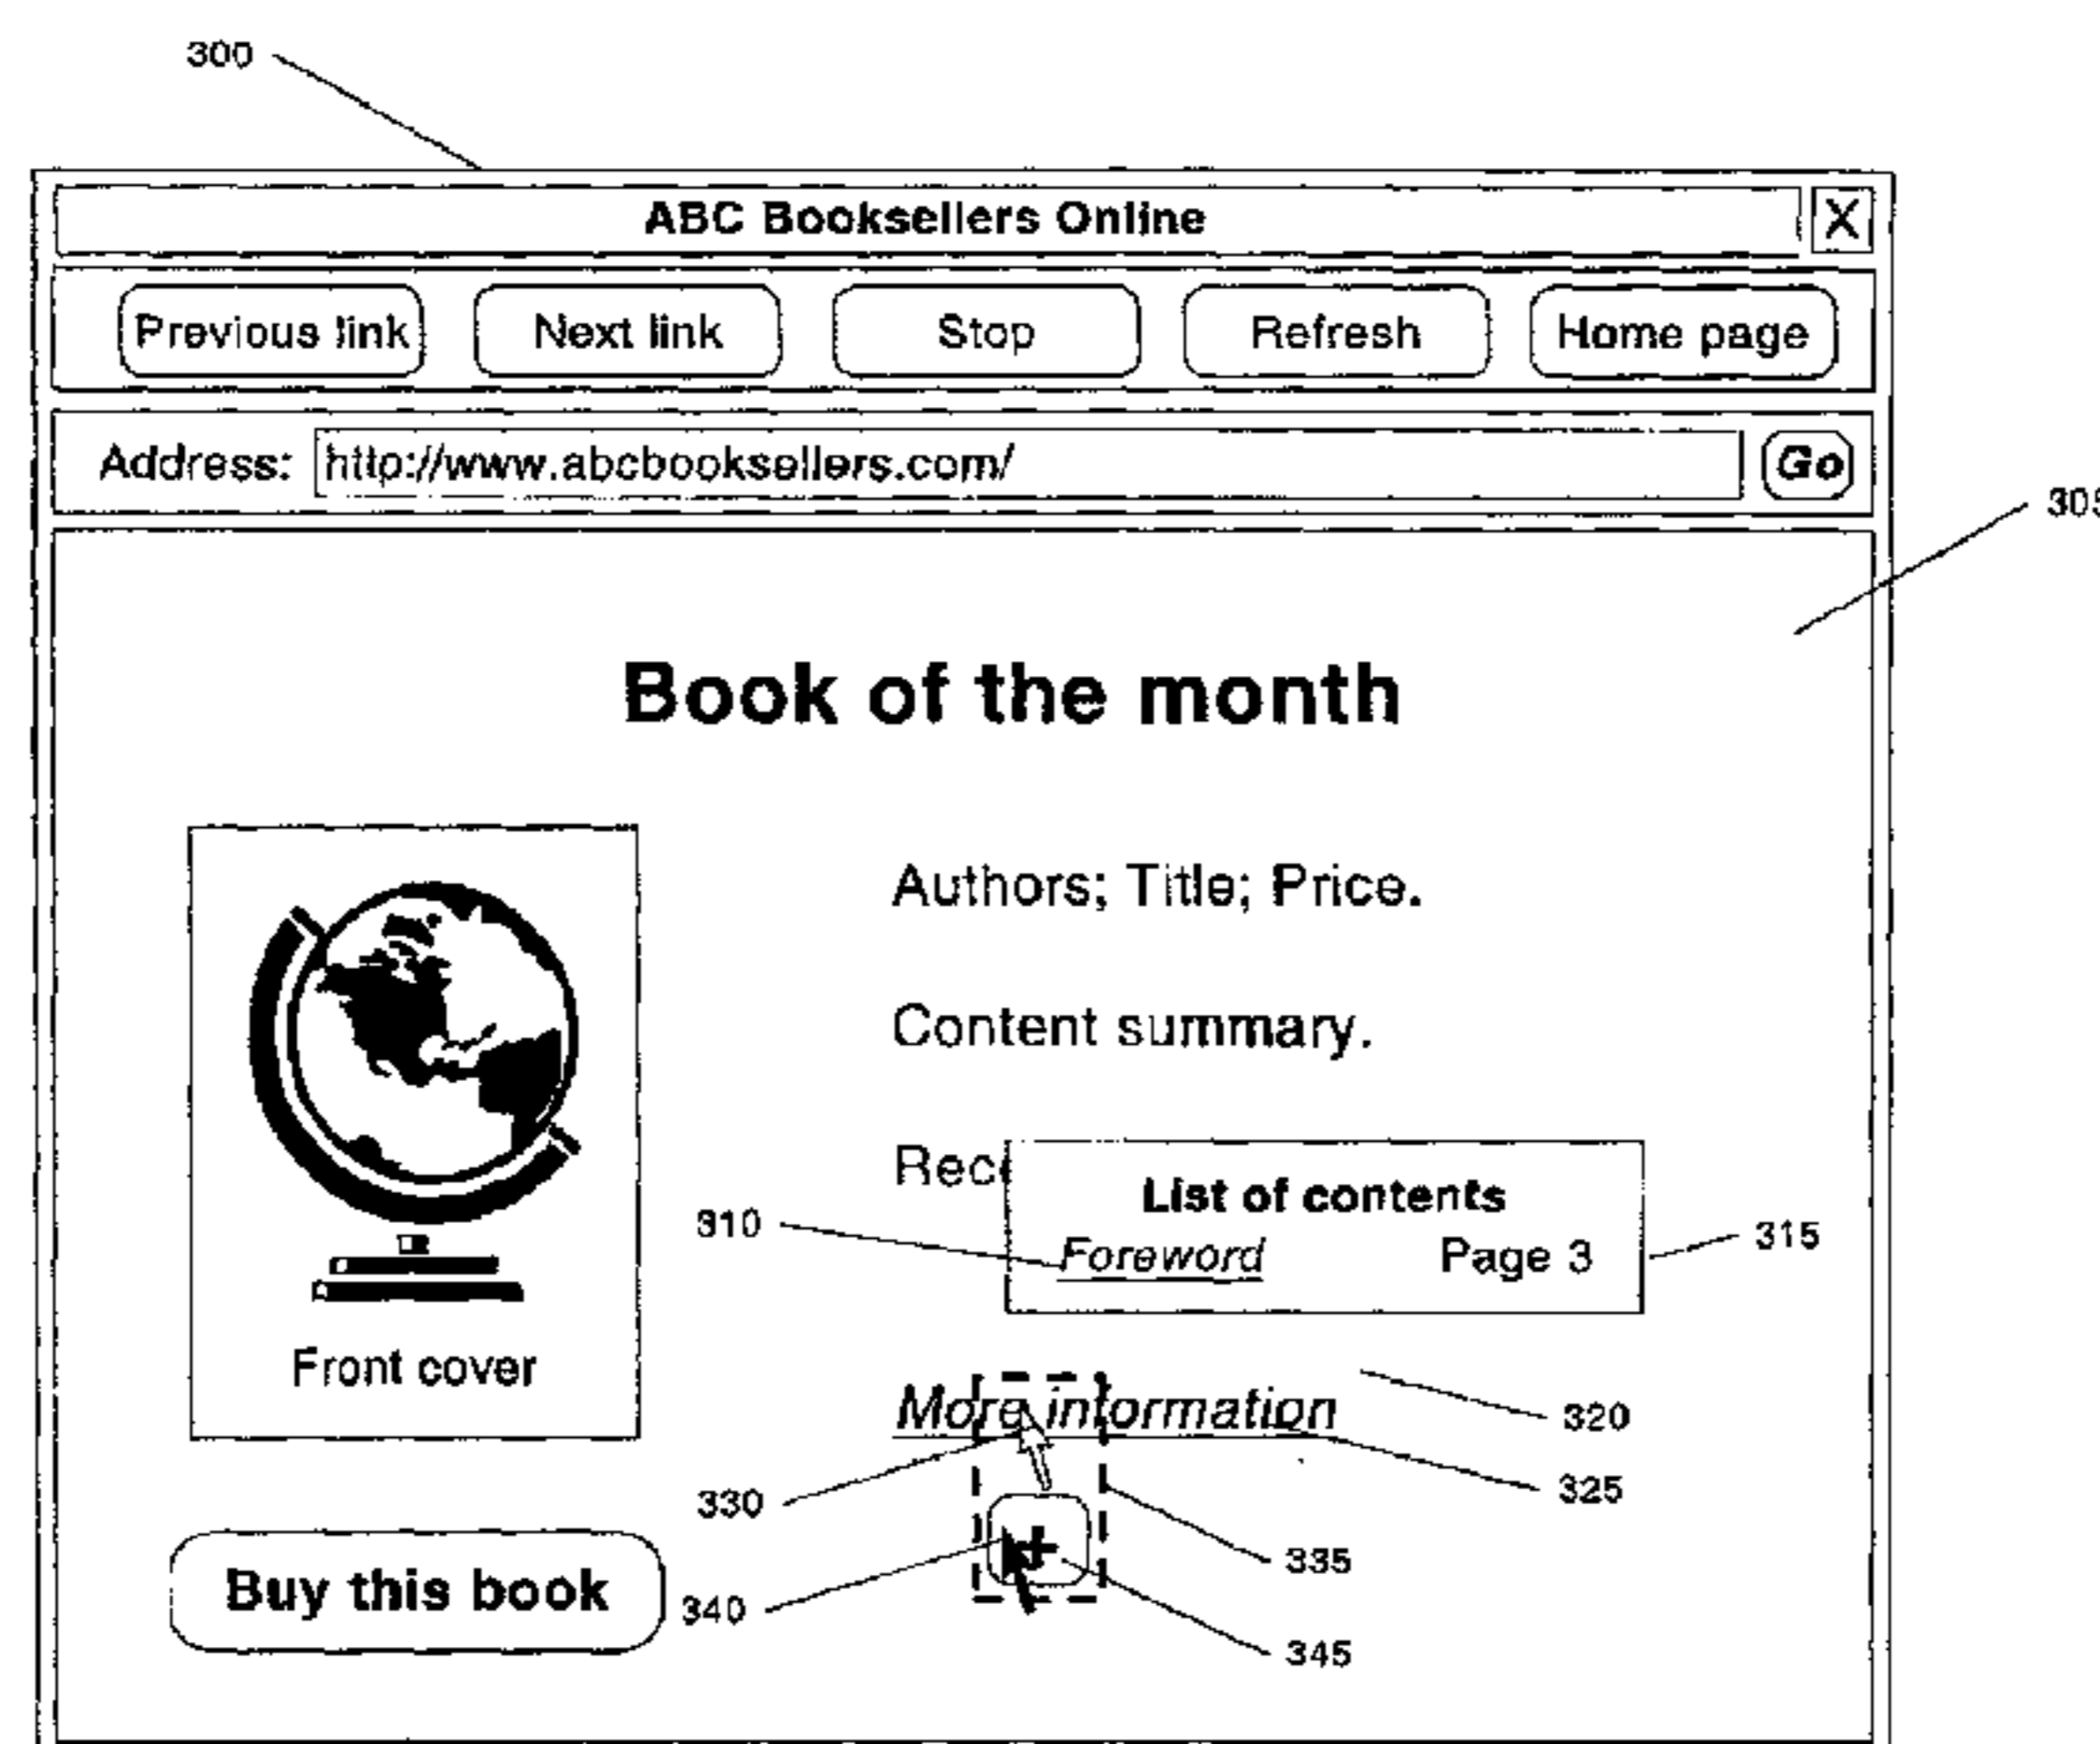 300
ABC Booksellers Online X
Previous link Next link Stop Refresh Home page
Address: http://www.abcbooksellers.com/ Go
305
Book of the month
Authors; Title; Price.
Content summary.
Rec
List of contents
310 Foreword Page 3 315
Front cover
More information
320
325
330
335
Buy this book
340
+
345